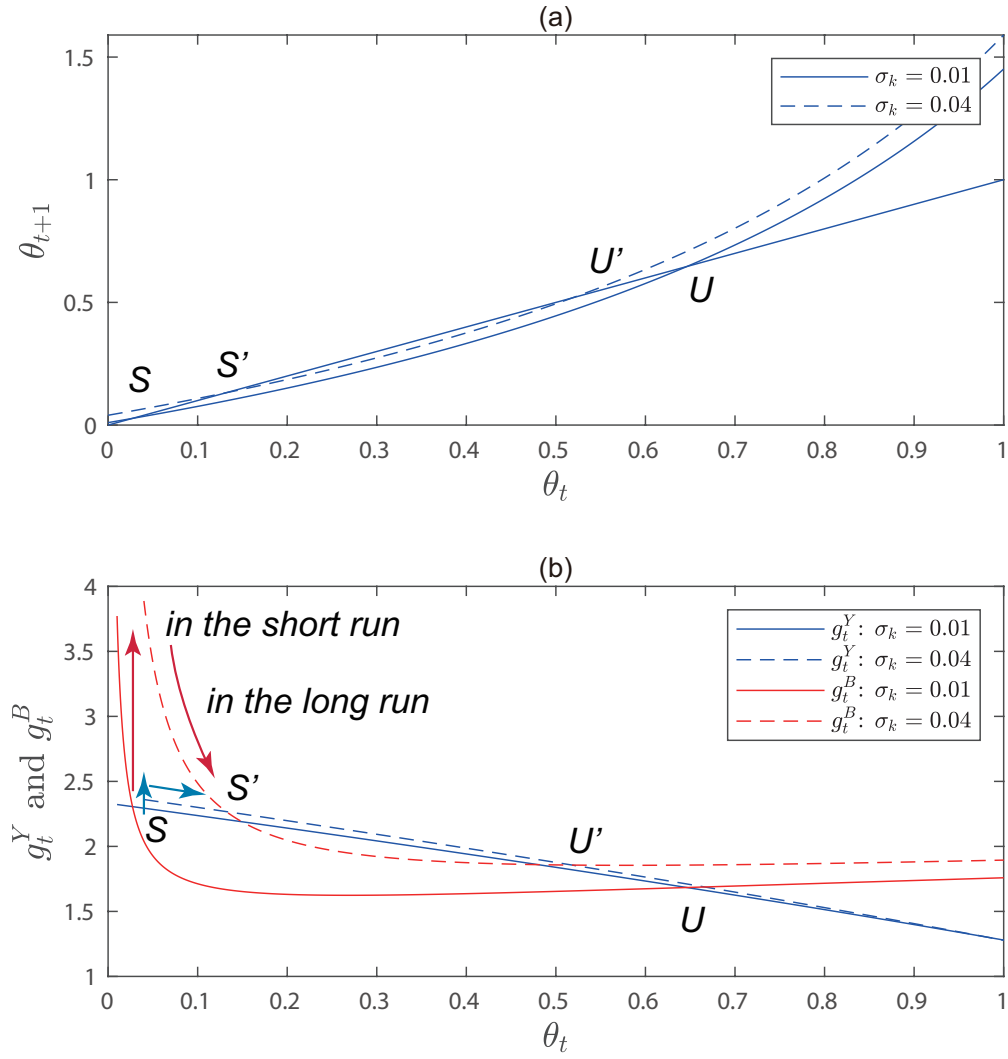 (a)
1.5
1
0.5
0
θ_{t+1}
σ_k = 0.01
σ_k = 0.04
S
S'
U'
U
0 0.1 0.2 0.3 0.4 0.5 0.6 0.7 0.8 0.9 1
θ_t
(b)
4
3.5
3
2.5
2
1.5
1
g_t^Y and g_t^B
in the short run
in the long run
g_t^Y: σ_k = 0.01
g_t^Y: σ_k = 0.04
g_t^B: σ_k = 0.01
g_t^B: σ_k = 0.04
S'
S
U'
U
0 0.1 0.2 0.3 0.4 0.5 0.6 0.7 0.8 0.9 1
θ_t